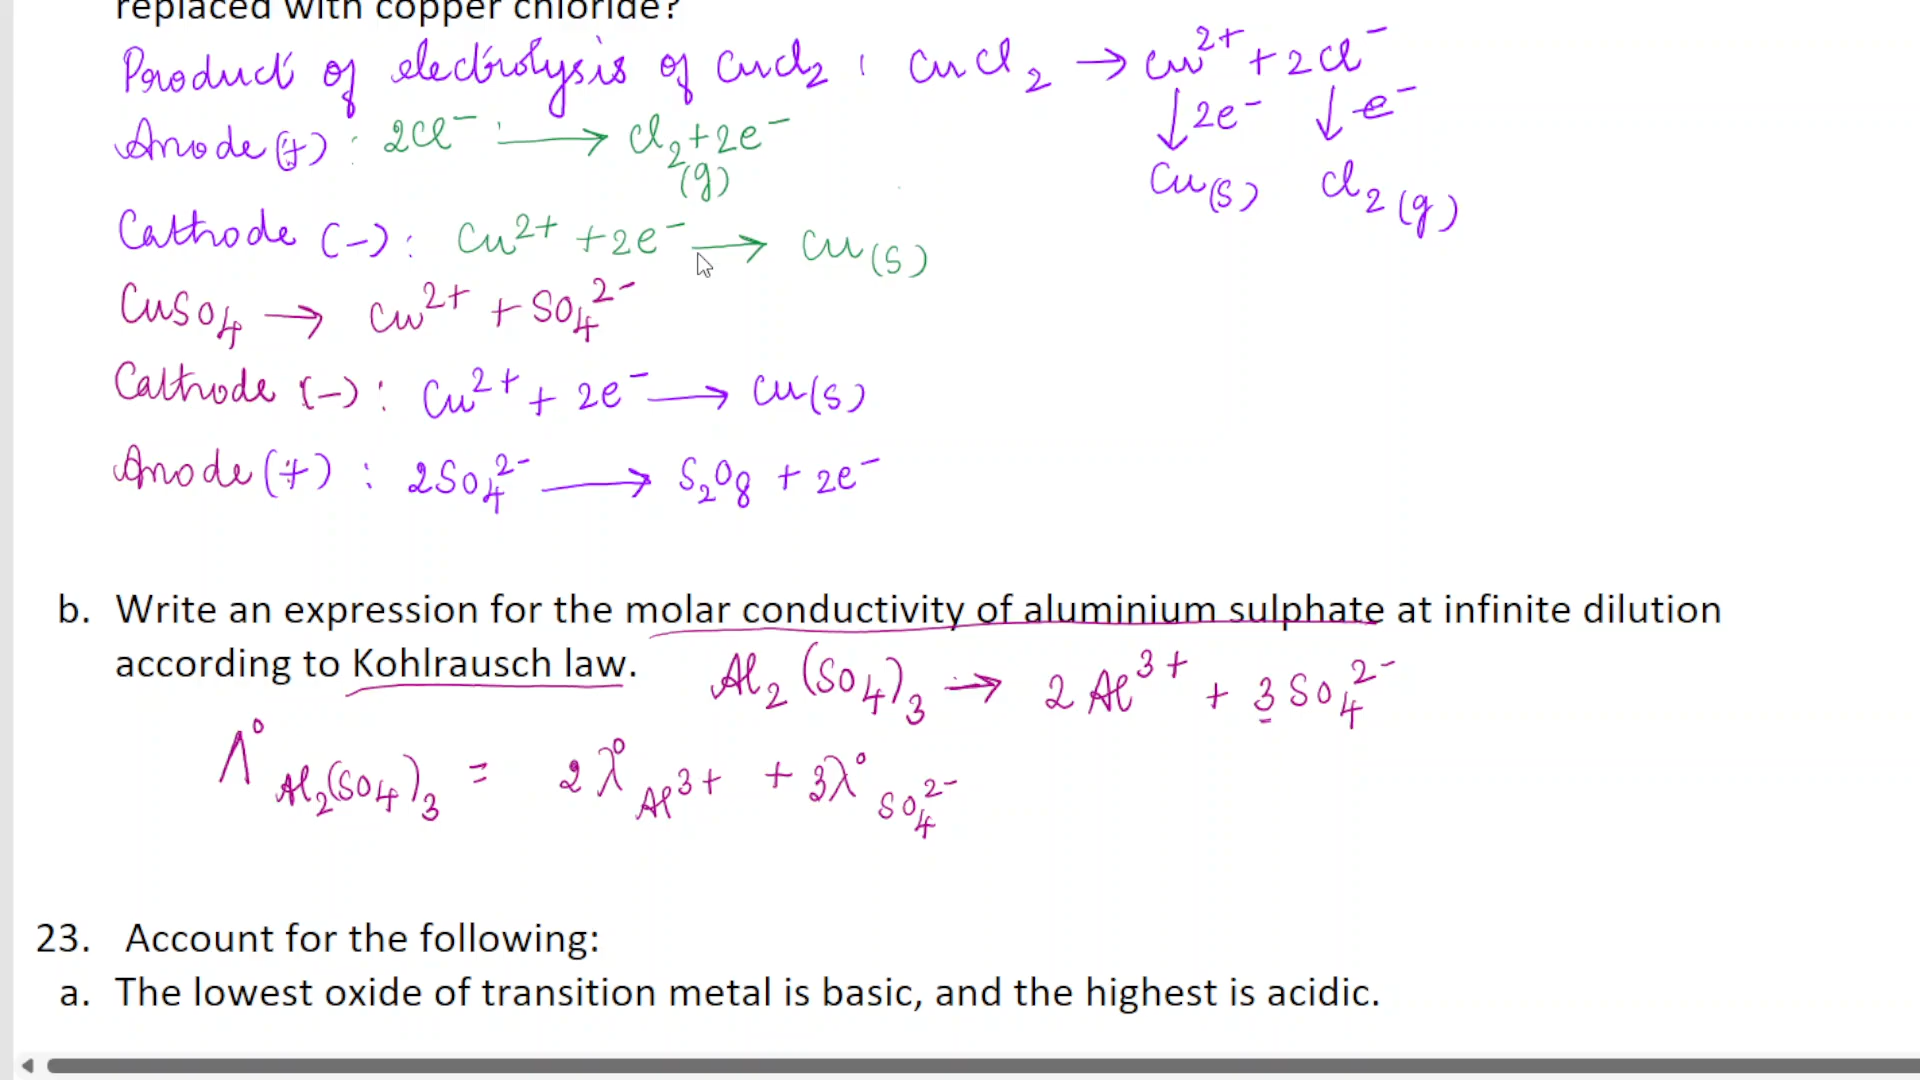 replaced with copper chloride?
Product of electrolysis of CuCl₂ : CuCl₂ → Cu²⁺ + 2Cl⁻
↓2e⁻ ↓e⁻
Cu(s) Cl₂(g)
Anode (+) : 2Cl⁻ → Cl₂ + 2e⁻
(g)
Cathode (-) : Cu²⁺ + 2e⁻ → Cu(s)
CuSO₄ → Cu²⁺ + SO₄²⁻
Cathode (-) : Cu²⁺ + 2e⁻ → Cu(s)
Anode (+) : 2SO₄²⁻ → S₂O₈ + 2e⁻
b. Write an expression for the molar conductivity of aluminium sulphate at infinite dilution
according to Kohlrausch law. Al₂(SO₄)₃ → 2Al³⁺ + 3SO₄²⁻
Λ° Al₂(SO₄)₃ = 2λ° Al³⁺ + 3λ° SO₄²⁻
23. Account for the following:
a. The lowest oxide of transition metal is basic, and the highest is acidic.